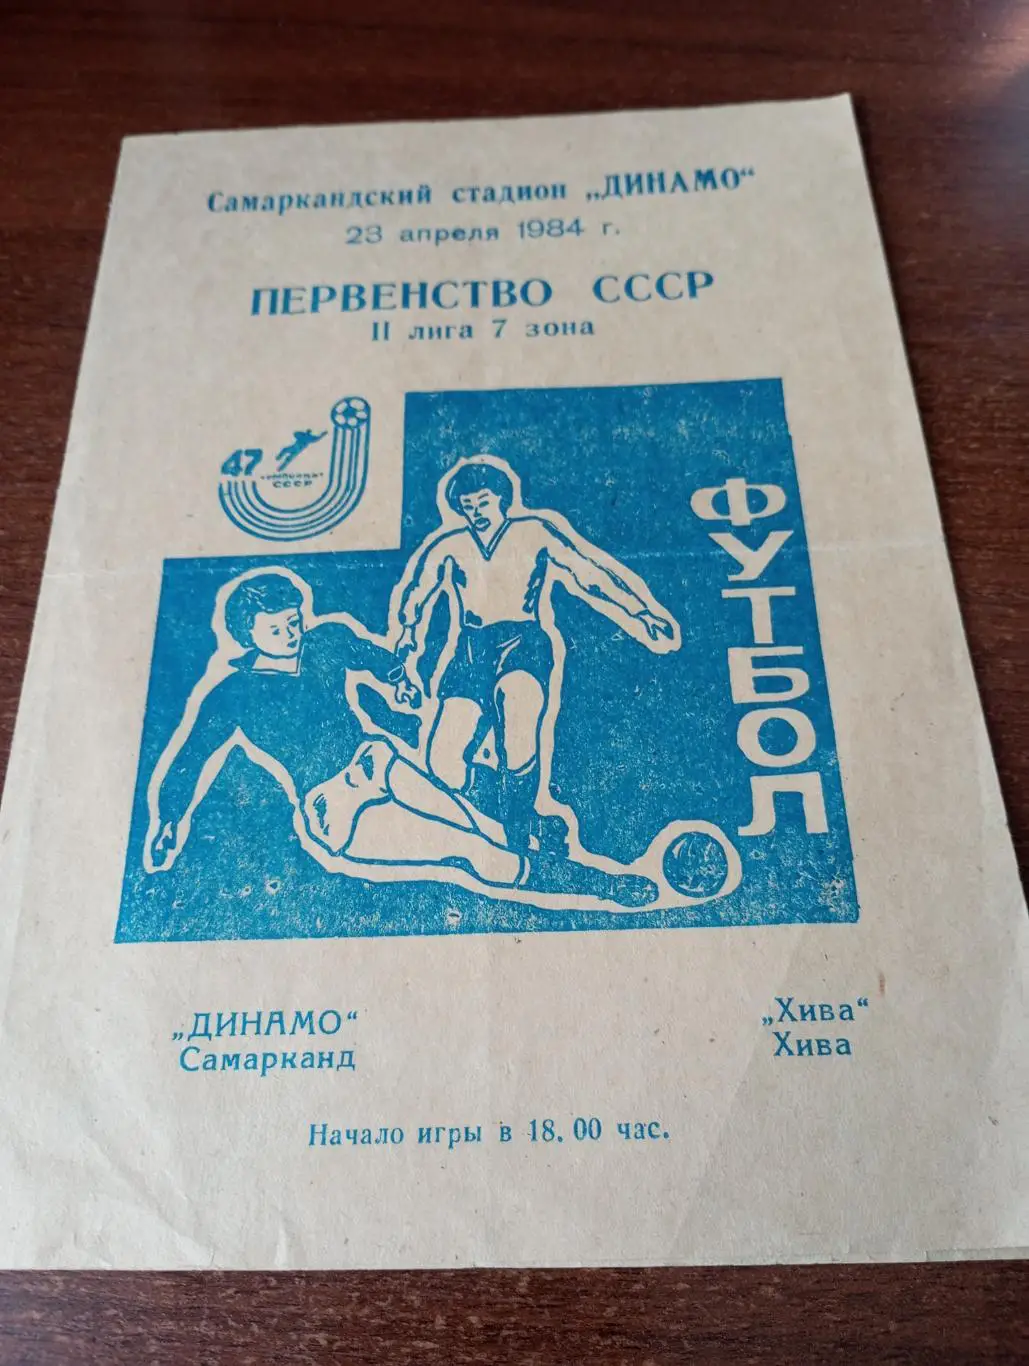 Самаркандский стадион „ДИНАМО“
23 апреля 1984 г.
ПЕРВЕНСТВО СССР
II лига 7 зона
47
ЧЕМПИОНАТ
СССР
ФУТБОЛ
„ДИНАМО“
Самарканд
„Хива“
Хива
Начало игры в 18.00 час.